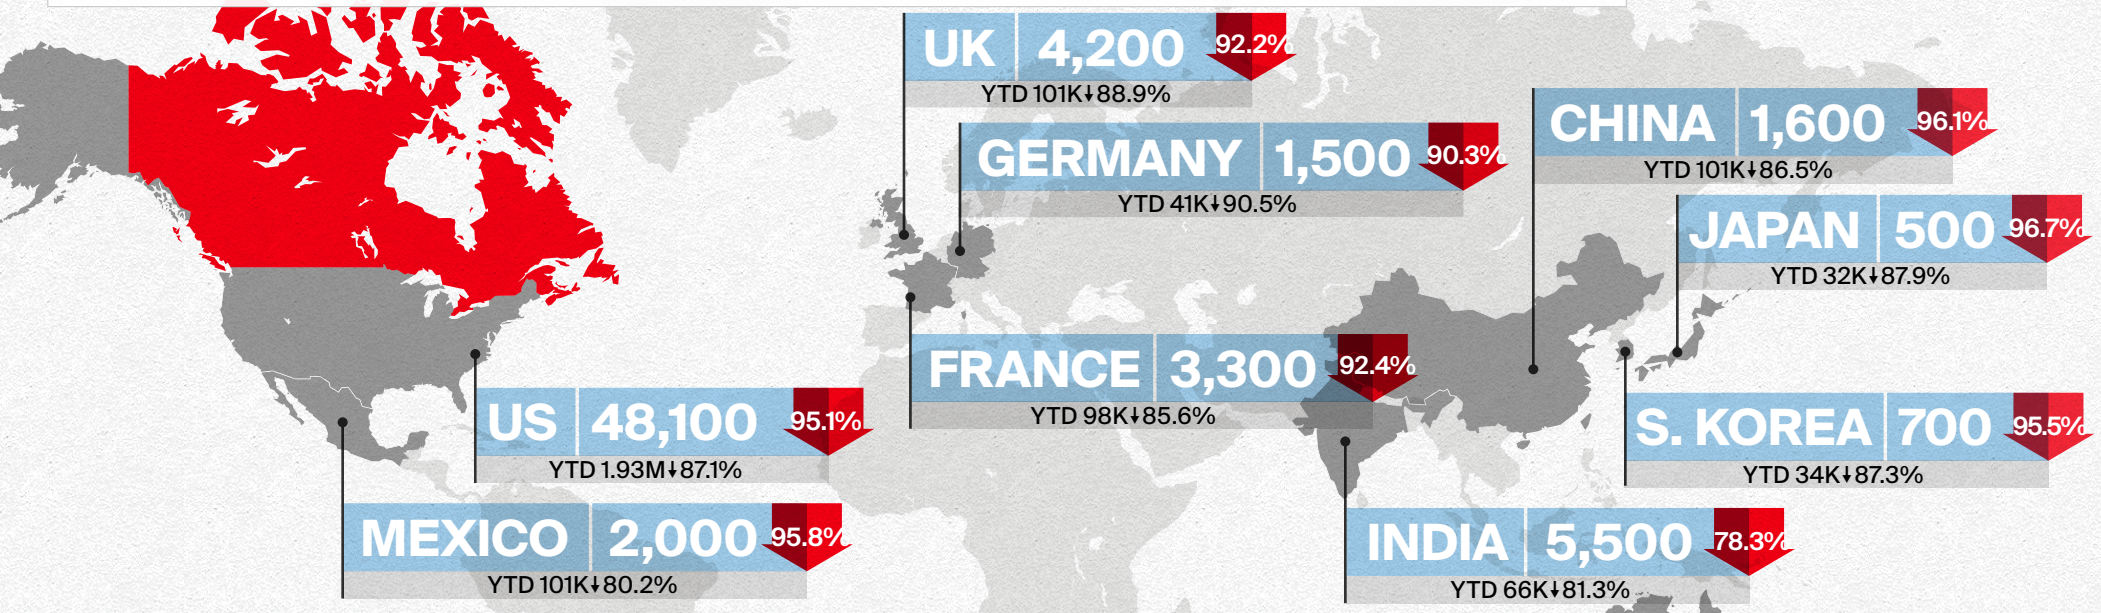 UK 4,200 92.2%
YTD 101K↓88.9%
GERMANY 1,500 90.3%
YTD 41K↓90.5%
CHINA 1,600 96.1%
YTD 101K↓86.5%
JAPAN 500 96.7%
YTD 32K↓87.9%
FRANCE 3,300 92.4%
YTD 98K↓85.6%
US 48,100 95.1%
YTD 1.93M↓87.1%
S. KOREA 700 95.5%
YTD 34K↓87.3%
MEXICO 2,000 95.8%
YTD 101K↓80.2%
INDIA 5,500 78.3%
YTD 66K↓81.3%